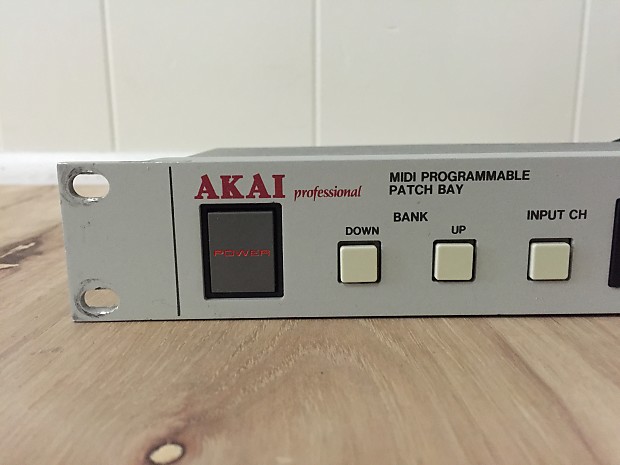 AKAI professional
MIDI PROGRAMMABLE
PATCH BAY
POWER
BANK
DOWN
UP
INPUT CH